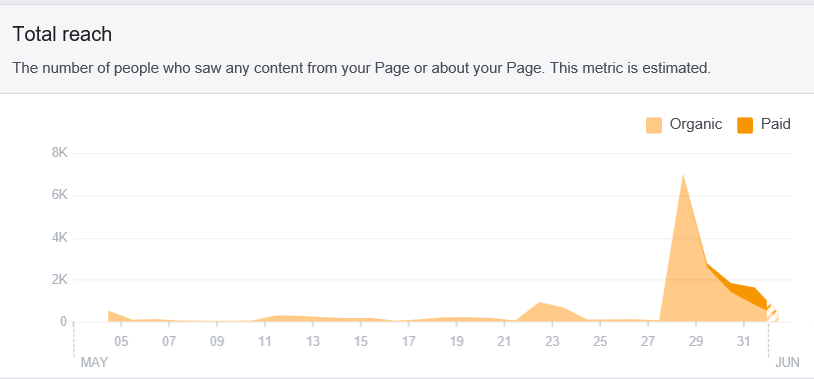 Total reach
The number of people who saw any content from your Page or about your Page. This metric is estimated.
Organic Paid
8K
6K
4K
2K
0
05 07 09 11 13 15 17 19 21 23 25 27 29 31
MAY JUN